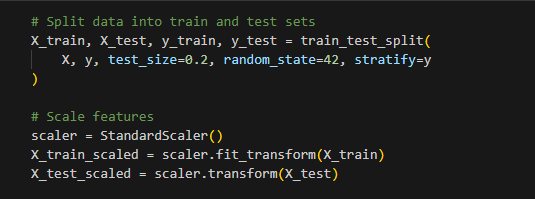 # Split data into train and test sets
X_train, X_test, y_train, y_test = train_test_split(
    X, y, test_size=0.2, random_state=42, stratify=y
)

# Scale features
scaler = StandardScaler()
X_train_scaled = scaler.fit_transform(X_train)
X_test_scaled = scaler.transform(X_test)